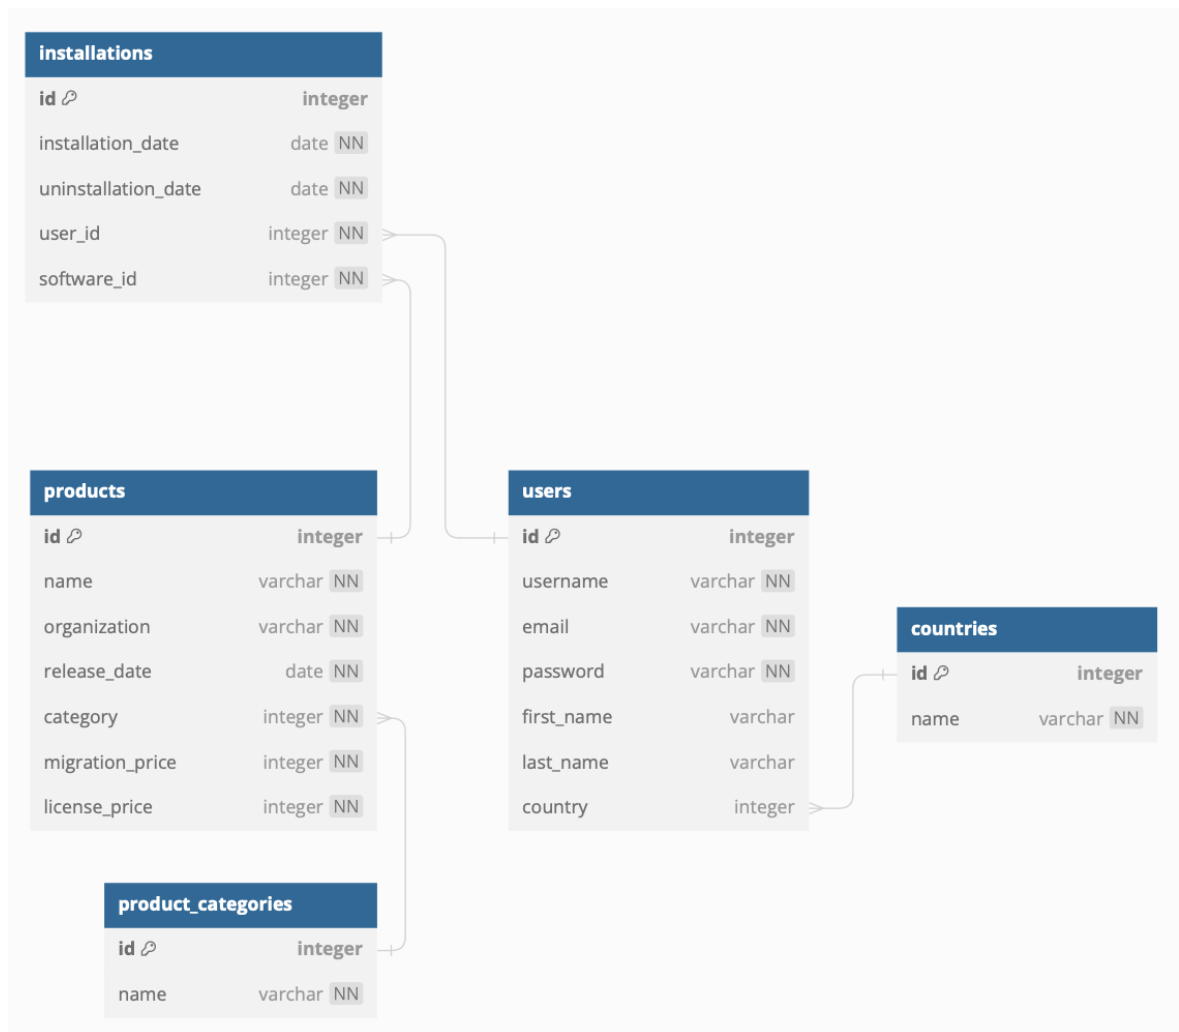 installations
id integer
installation_date date NN
uninstallation_date date NN
user_id integer NN
software_id integer NN
products
id integer
name varchar NN
organization varchar NN
release_date date NN
category integer NN
migration_price integer NN
license_price integer NN
users
id integer
username varchar NN
email varchar NN
password varchar NN
first_name varchar
last_name varchar
country integer
countries
id integer
name varchar NN
product_categories
id integer
name varchar NN